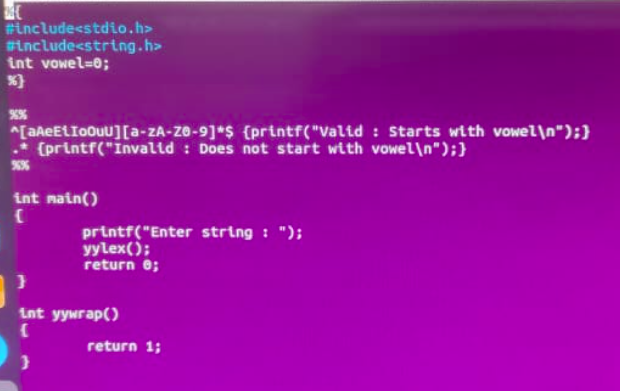 %{
#include<stdio.h>
#include<string.h>
int vowel=0;
%}

%%
^[aAeEiIoOuU][a-zA-Z0-9]*$ {printf("Valid : Starts with vowel\n");}
.* {printf("Invalid : Does not start with vowel\n");}
%%

int main()
{
        printf("Enter string : ");
        yylex();
        return 0;
}

int yywrap()
{
        return 1;
}